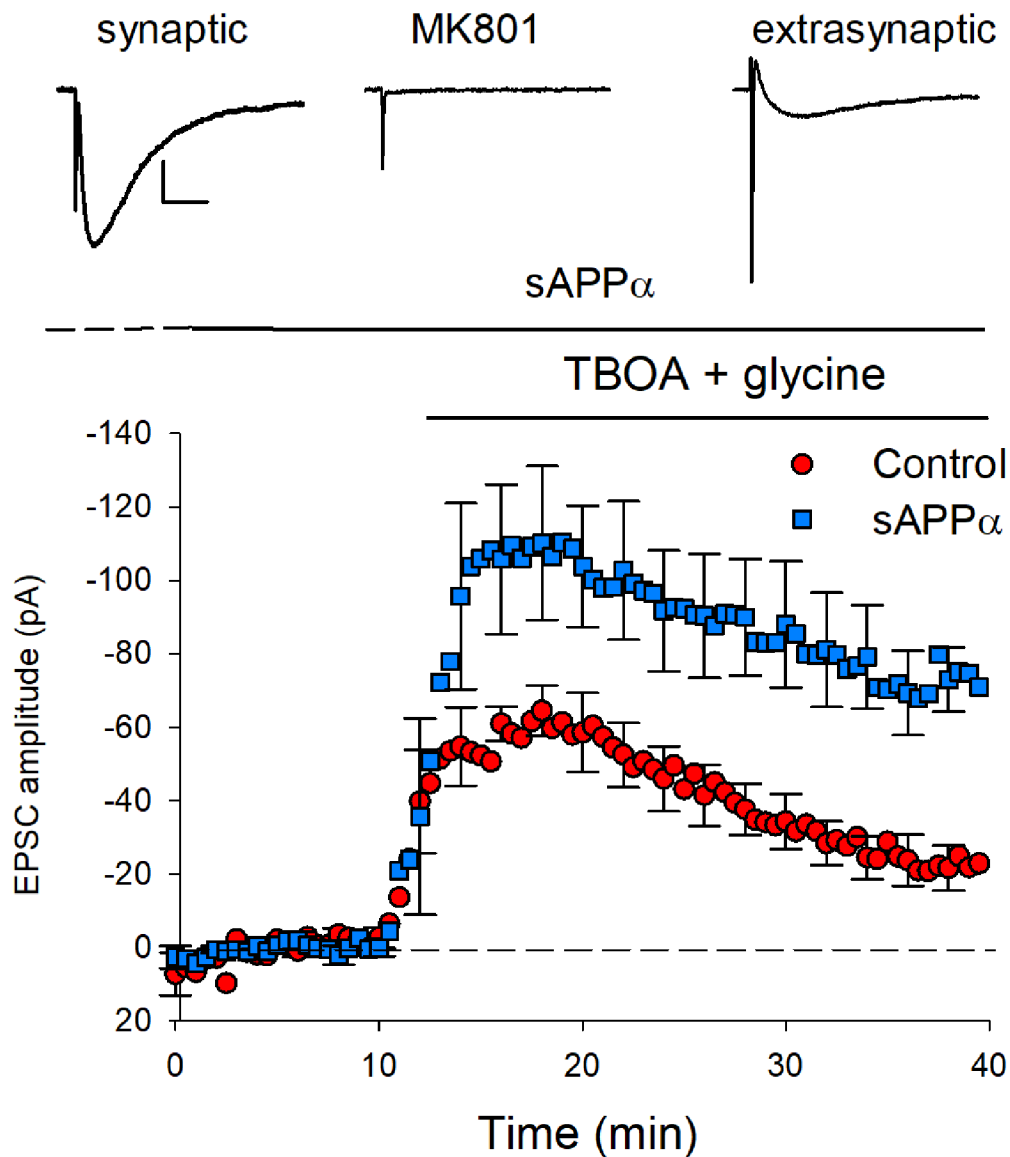 synaptic MK801 extrasynaptic
sAPPα
TBOA + glycine
Control
sAPPα
EPSC amplitude (pA)
-140
-120
-100
-80
-60
-40
-20
0
20
0 10 20 30 40
Time (min)